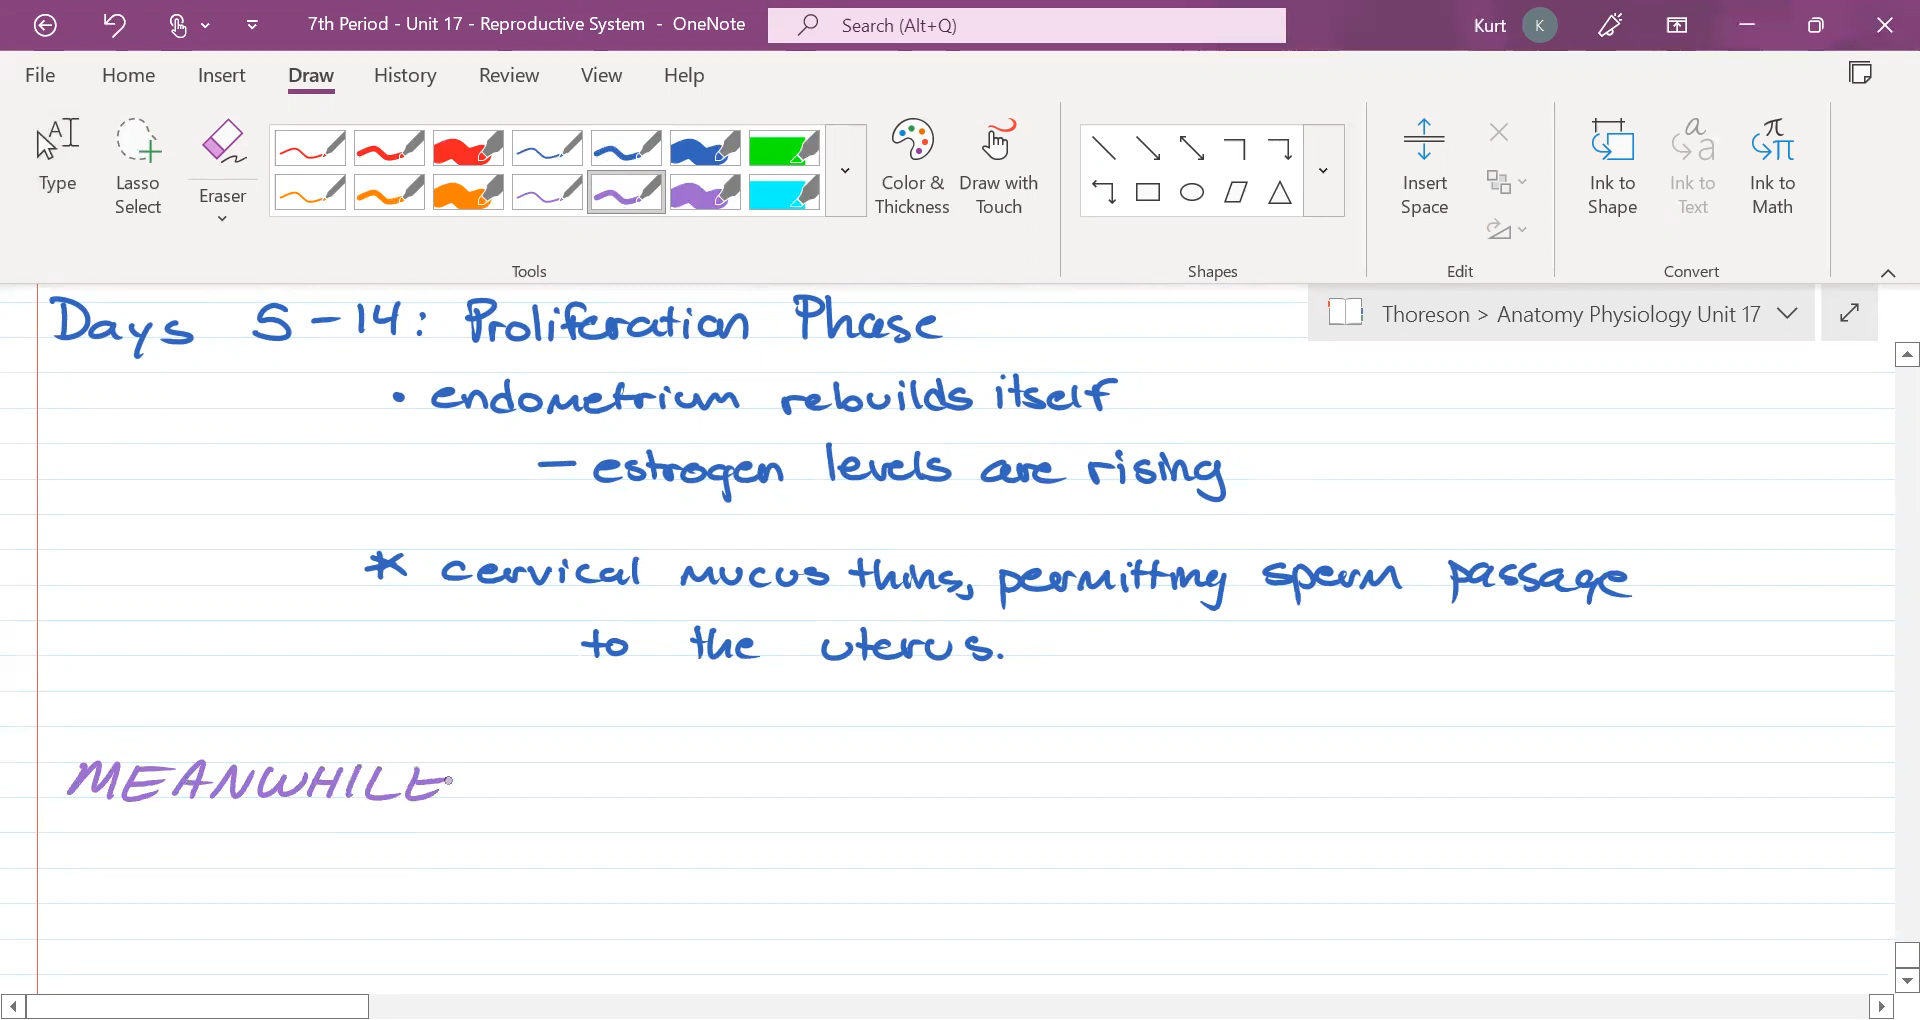 7th Period - Unit 17 - Reproductive System - OneNote
Search (Alt+Q)
Kurt K
File Home Insert Draw History Review View Help
Type
Lasso Select
Eraser
Color & Thickness
Draw with Touch
Insert Space
Ink to Shape
Ink to Text
Ink to Math
Tools Shapes Edit Convert
Thoreson > Anatomy Physiology Unit 17
Days 5-14: Proliferation Phase
• endometrium rebuilds itself
- estrogen levels are rising
* cervical mucus thins, permitting sperm passage
to the uterus.
MEANWHILE